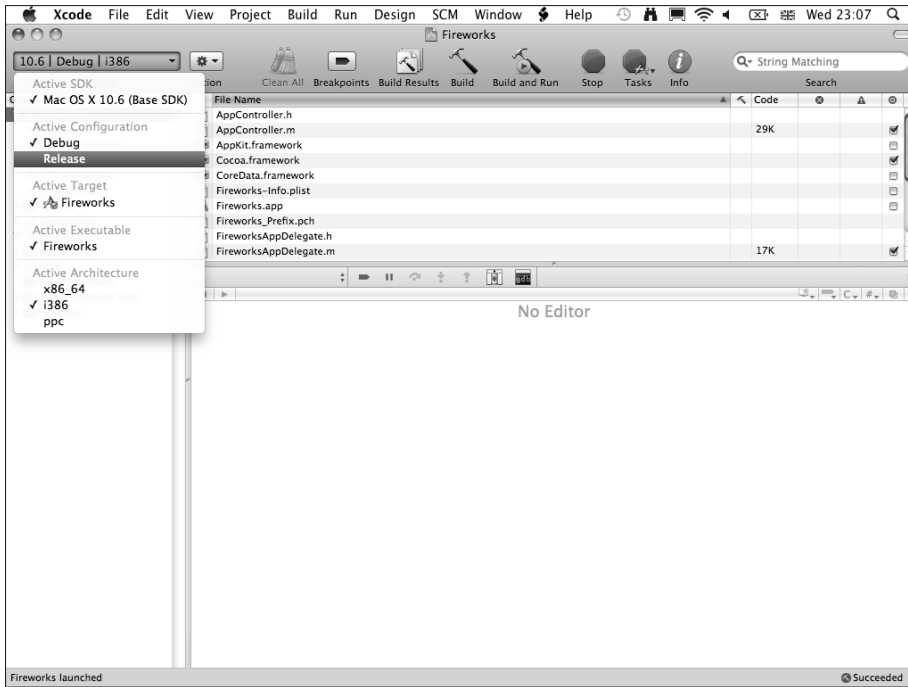 Xcode File Edit View Project Build Run Design SCM Window Help Wed 23:07
Fireworks
10.6 | Debug | i386
String Matching
tion Clean All Breakpoints Build Results Build Build and Run Stop Tasks Info Search
Active SDK
✓ Mac OS X 10.6 (Base SDK)
Active Configuration
✓ Debug
Release
Active Target
✓ Fireworks
Active Executable
✓ Fireworks
Active Architecture
x86_64
✓ i386
ppc
File Name Code
AppController.h
AppController.m 29K
AppKit.framework
Cocoa.framework
CoreData.framework
Fireworks-Info.plist
Fireworks.app
Fireworks_Prefix.pch
FireworksAppDelegate.h
FireworksAppDelegate.m 17K
C #
No Editor
Fireworks launched Succeeded